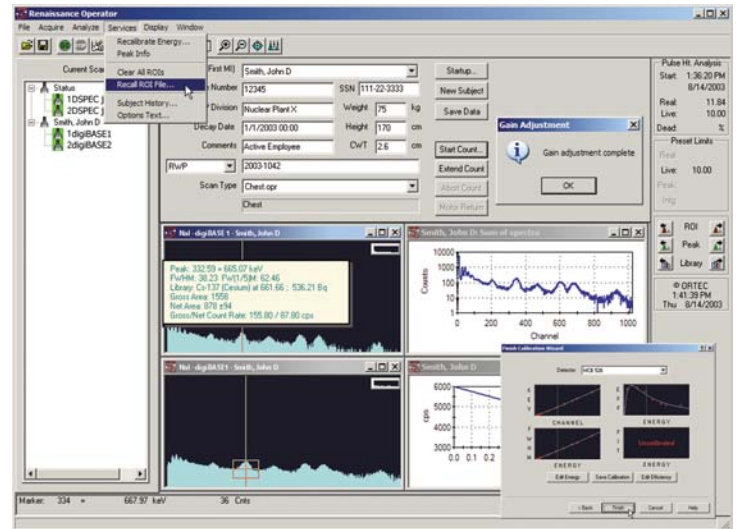 Renaissance Operator
File Acquire Analyze Services Display Window
Recalibrate Energy...
Peak Info
Clear All ROIs
Recall ROI File...
Subject History...
Options Text...
Status
1DSPEC j
2DSPEC j
Smith, John D
1digiBASE1
2digiBASE2
First MI)
Smith, John D
Number
12345
SSN
111-22-3333
Division
Nuclear Plant X
Weight
75
kg
Decay Date
1/1/2003 00:00
Height
170
cm
Comments
Active Employee
CWT
2.6
cm
RWP
2003-1042
Scan Type
Chest.opr
Chest
Startup...
New Subject
Save Data
Start Count...
Extend Count
Abort Count
Motor Return
Gain Adjustment
Gain adjustment complete
OK
Pulse Ht. Analysis
Start: 1:36:20 PM
8/14/2003
Real: 11.84
Live: 10.00
Dead: %
Preset Limits
Real:
Live: 10.00
Peak:
Intg:
ROI
Peak
Library
© ORTEC
1:41:39 PM
Thu 8/14/2003
NaI - digiBASE1 - Smith, John D
Peak: 332.59 = 665.07 keV
FWHM: 38.23 FW(1/5)M: 62.46
Library: Cs-137 (Cesium) at 661.66 ; 536.21 Bq
Gross Area: 1558
Net Area: 878 ±94
Gross/Net Count Rate: 155.80 / 87.80 cps
Smith, John D: Sum of spectra
Counts
10000
1000
100
10
1
0 200 400 600 800 1000
Channel
NaI - digiBASE1 - Smith, John D
Smith, John D
cps
6000
5000
4000
3000
0.0 0.1 0.2
Finish Calibration Wizard
Detector:
K
E
V
CHANNEL
E
F
F
ENERGY
F
W
H
M
ENERGY
F
I
T
Uncalibrated
ENERGY
Edit Energy
Save Calibration
Edit Efficiency
< Back
Finish
Cancel
Help
Marker: 334 = 667.97 keV 36 Cnts